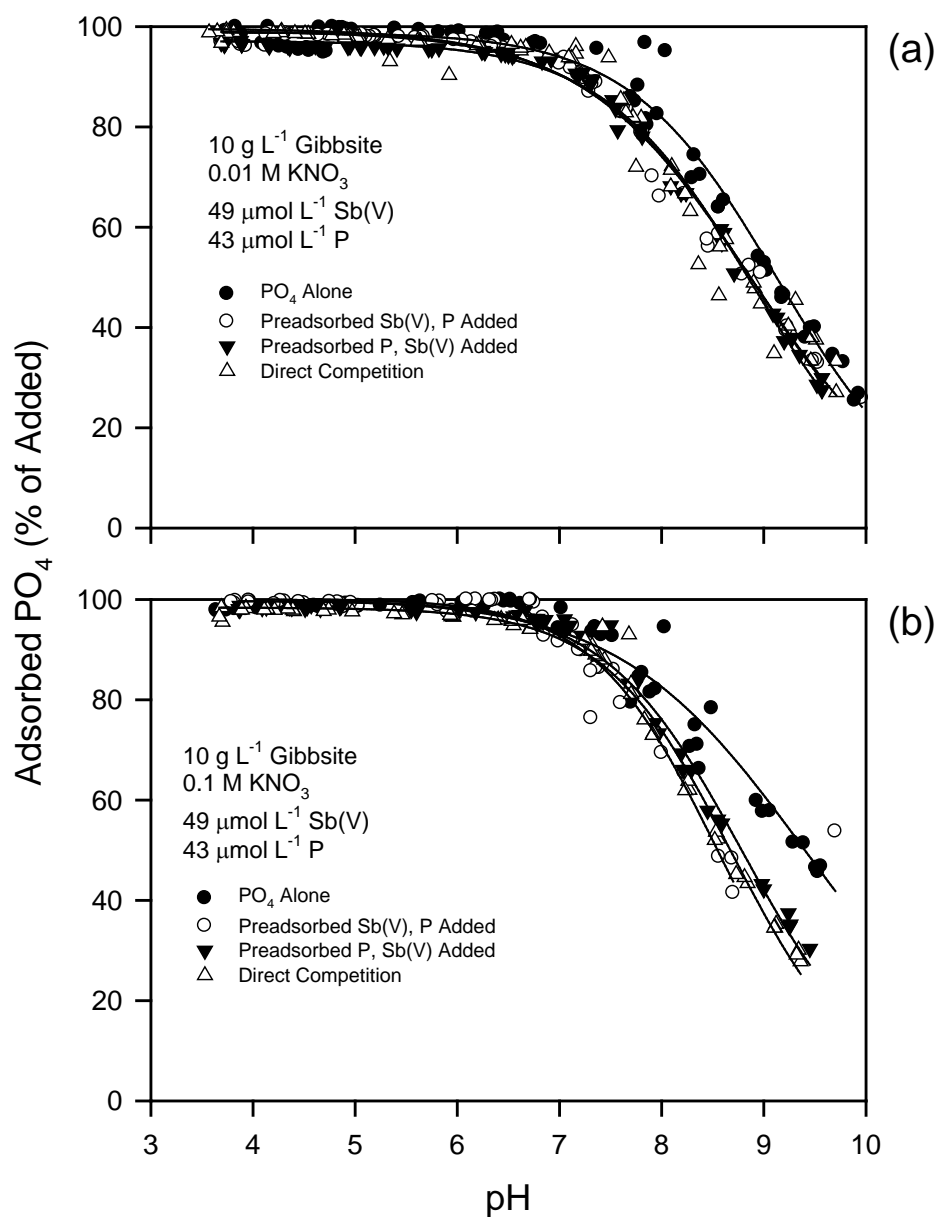 (a)
100
80
60
40
20
0
10 g L⁻¹ Gibbsite
0.01 M KNO₃
49 μmol L⁻¹ Sb(V)
43 μmol L⁻¹ P
PO₄ Alone
Preadsorbed Sb(V), P Added
Preadsorbed P, Sb(V) Added
Direct Competition
Adsorbed PO₄ (% of Added)
(b)
100
80
60
40
20
0
10 g L⁻¹ Gibbsite
0.1 M KNO₃
49 μmol L⁻¹ Sb(V)
43 μmol L⁻¹ P
PO₄ Alone
Preadsorbed Sb(V), P Added
Preadsorbed P, Sb(V) Added
Direct Competition
3 4 5 6 7 8 9 10
pH